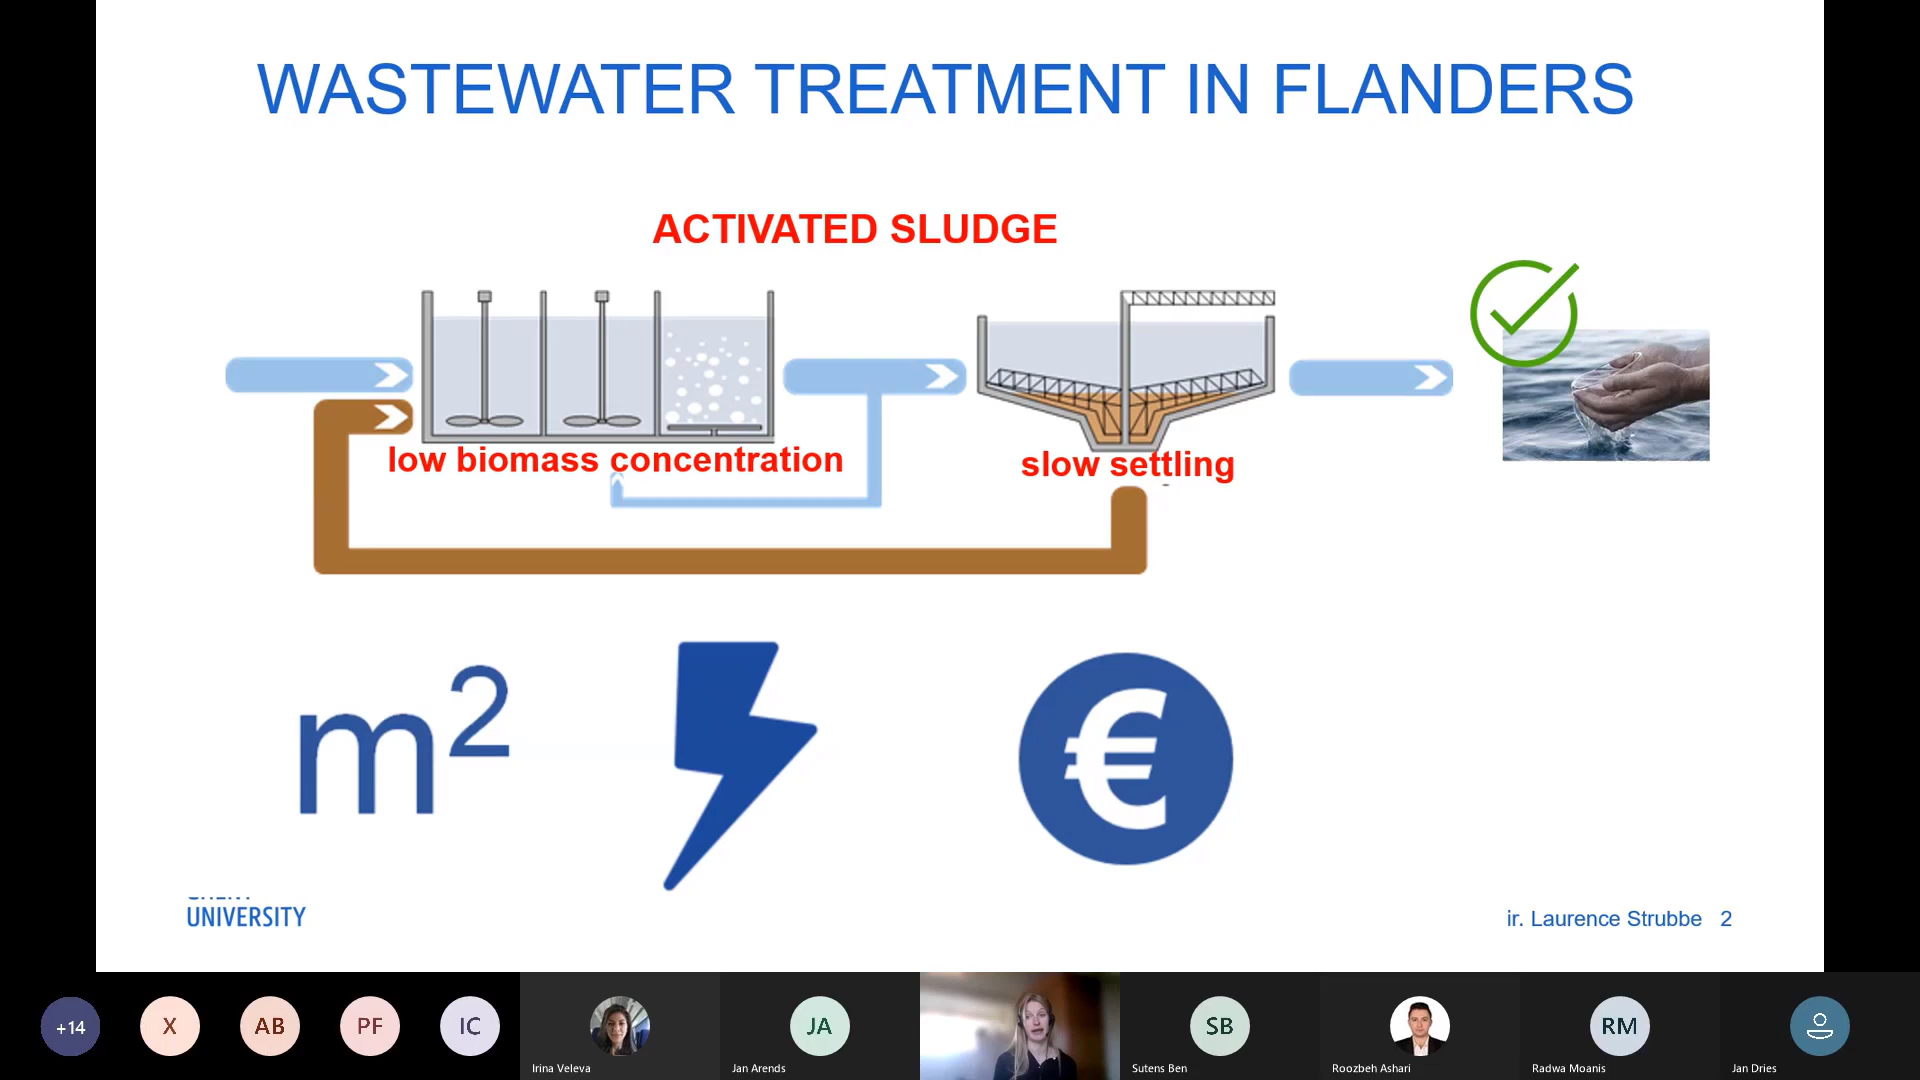 WASTEWATER TREATMENT IN FLANDERS
ACTIVATED SLUDGE
low biomass concentration
slow settling
m²
€
UNIVERSITY
ir. Laurence Strubbe 2
+14
X
AB
PF
IC
Irina Veleva
JA
Jan Arends
SB
Sutens Ben
Roozbeh Ashari
RM
Radwa Moanis
Jan Dries